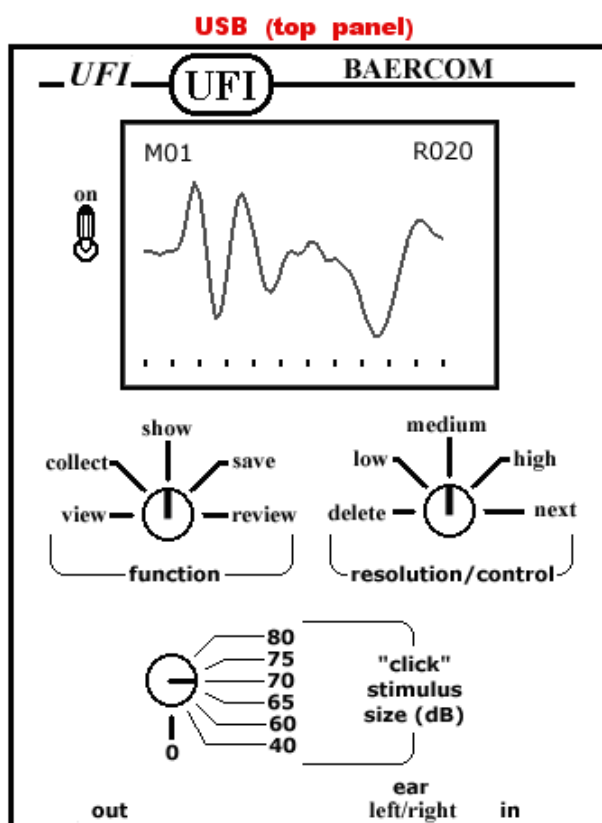 USB (top panel)
UFI UFI BAERCOM
M01 R020
on
show
collect save
view review
function
medium
low high
delete next
resolution/control
80
75
70
65
60
40
0
"click"
stimulus
size (dB)
out
ear
left/right in